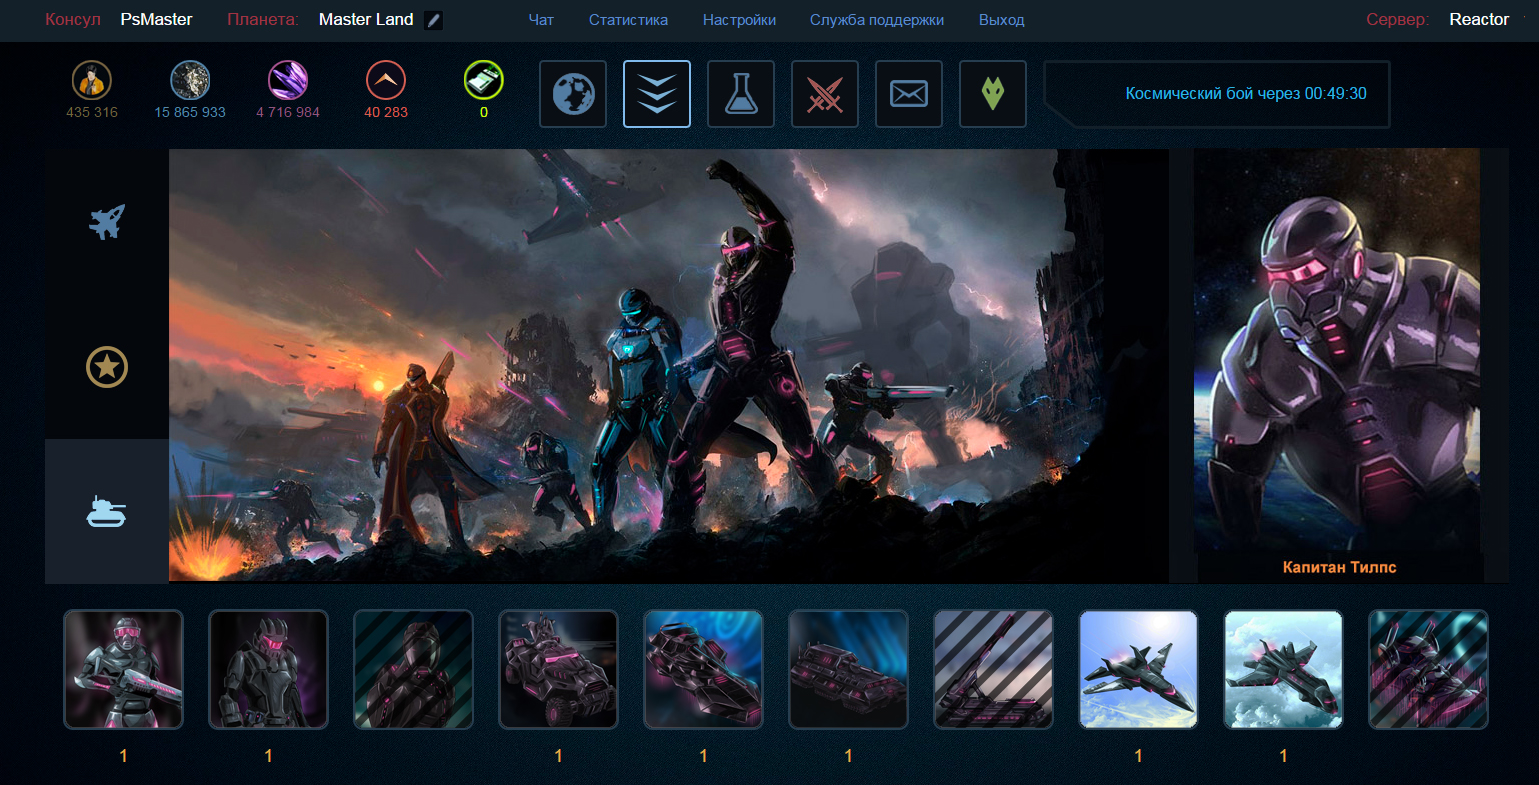 Консул PsMaster Планета: Master Land Чат Статистика Настройки Служба поддержки Выход Сервер: Reactor
435 316 15 865 933 4 716 984 40 283 0
Космический бой через 00:49:30
Капитан Тилпс
1 1 1 1 1 1 1